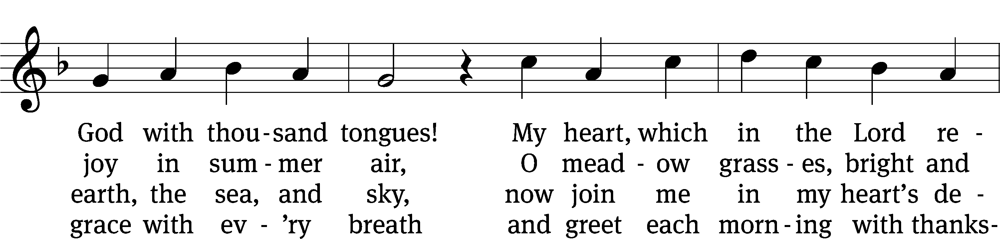 God with thou - sand tongues! My heart, which in the Lord re -
joy in sum - mer air, O mead - ow grass - es, bright and
earth, the sea, and sky, now join me in my heart’s de -
grace with ev - ’ry breath and greet each morn - ing with thanks-